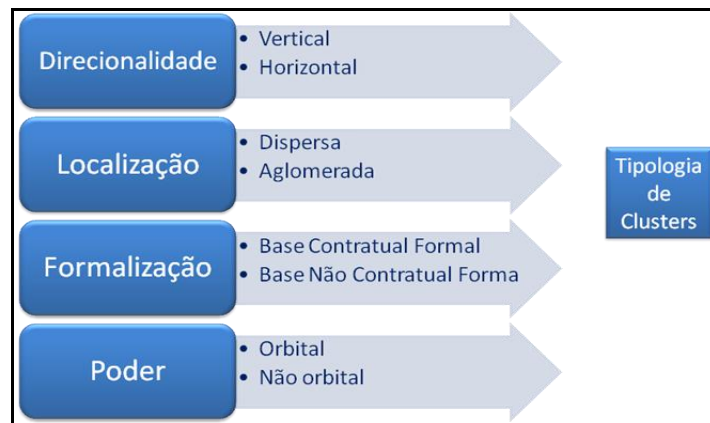 Direcionalidade
• Vertical
• Horizontal
Localização
• Dispersa
• Aglomerada
Formalização
• Base Contratual Formal
• Base Não Contratual Forma
Poder
• Orbital
• Não orbital
Tipologia
de
Clusters